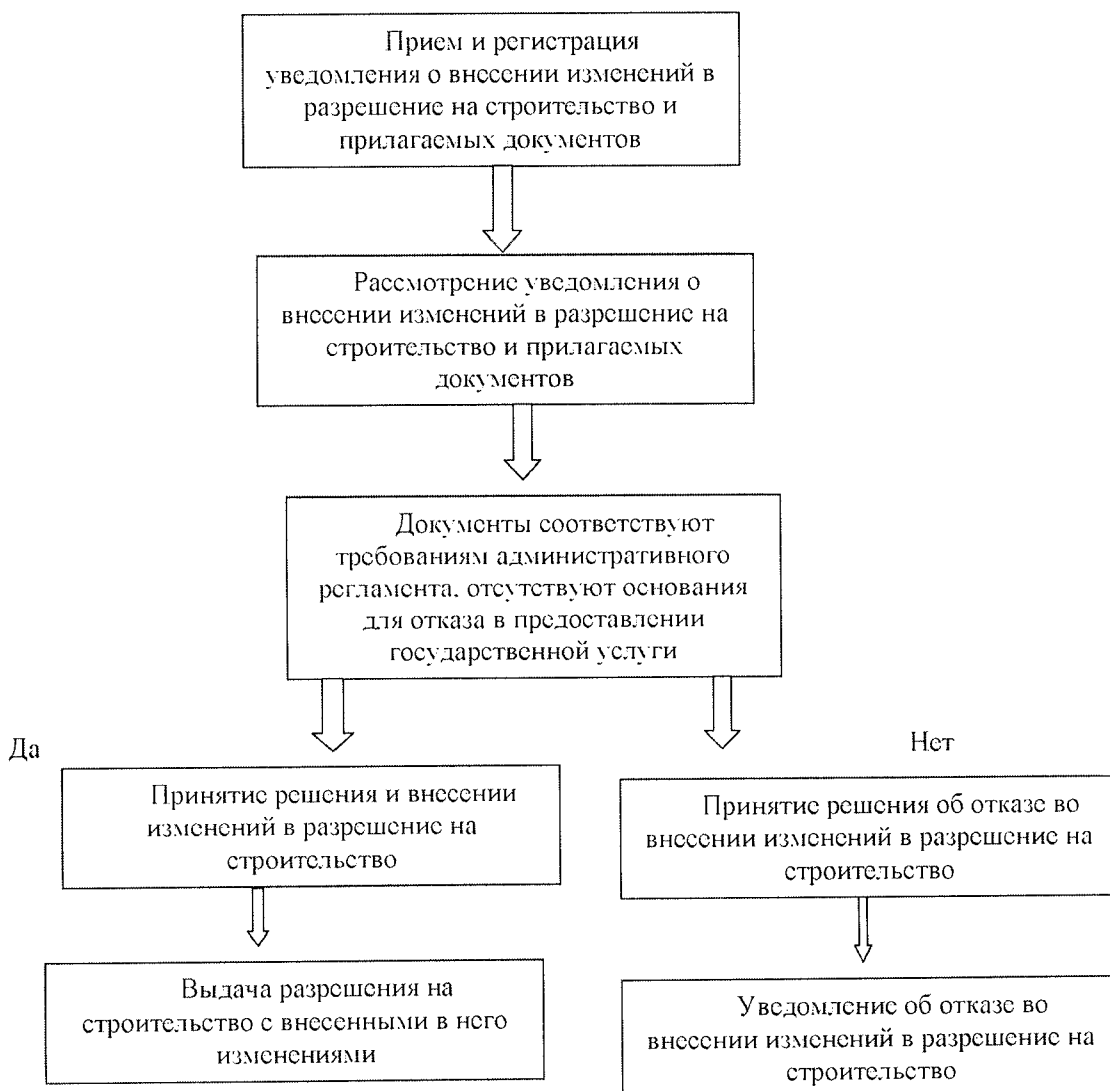 Прием и регистрация
уведомления о внесении изменений в
разрешение на строительство и
прилагаемых документов
Рассмотрение уведомления о
внесении изменений в разрешение на
строительство и прилагаемых
документов
Документы соответствуют
требованиям административного
регламента, отсутствуют основания
для отказа в предоставлении
государственной услуги
Да
Нет
Принятие решения и внесении
изменений в разрешение на
строительство
Принятие решения об отказе во
внесении изменений в разрешение на
строительство
Выдача разрешения на
строительство с внесенными в него
изменениями
Уведомление об отказе во
внесении изменений в разрешение на
строительство